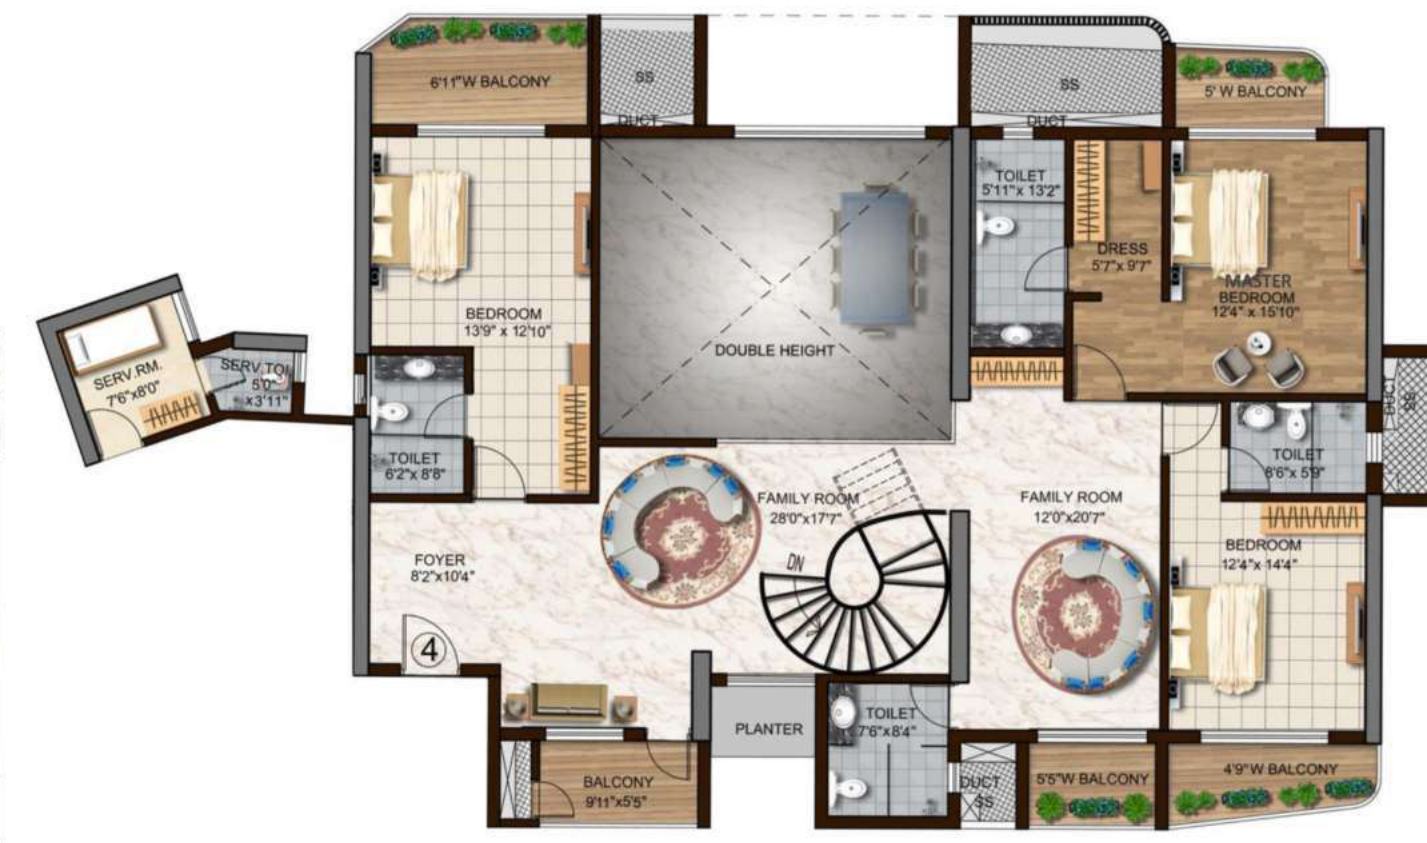 6'11"W BALCONY
SS
DUCT
SS
DUCT
5' W BALCONY
TOILET
5'11"x 13'2"
DRESS
5'7"x 9'7"
MASTER
BEDROOM
12'4" x 15'10"
BEDROOM
13'9" x 12'10"
DOUBLE HEIGHT
SERV.RM.
7'6"x8'0"
SERV.TOI.
5'0"
x3'11"
DUCT
SS
TOILET
6'2"x 8'8"
TOILET
8'6"x 5'9"
FAMILY ROOM
28'0"x17'7"
FAMILY ROOM
12'0"x20'7"
FOYER
8'2"x10'4"
DN
BEDROOM
12'4"x 14'4"
4
PLANTER
TOILET
7'6"x8'4"
BALCONY
9'11"x5'5"
DUCT
SS
5'5"W BALCONY
4'9"W BALCONY